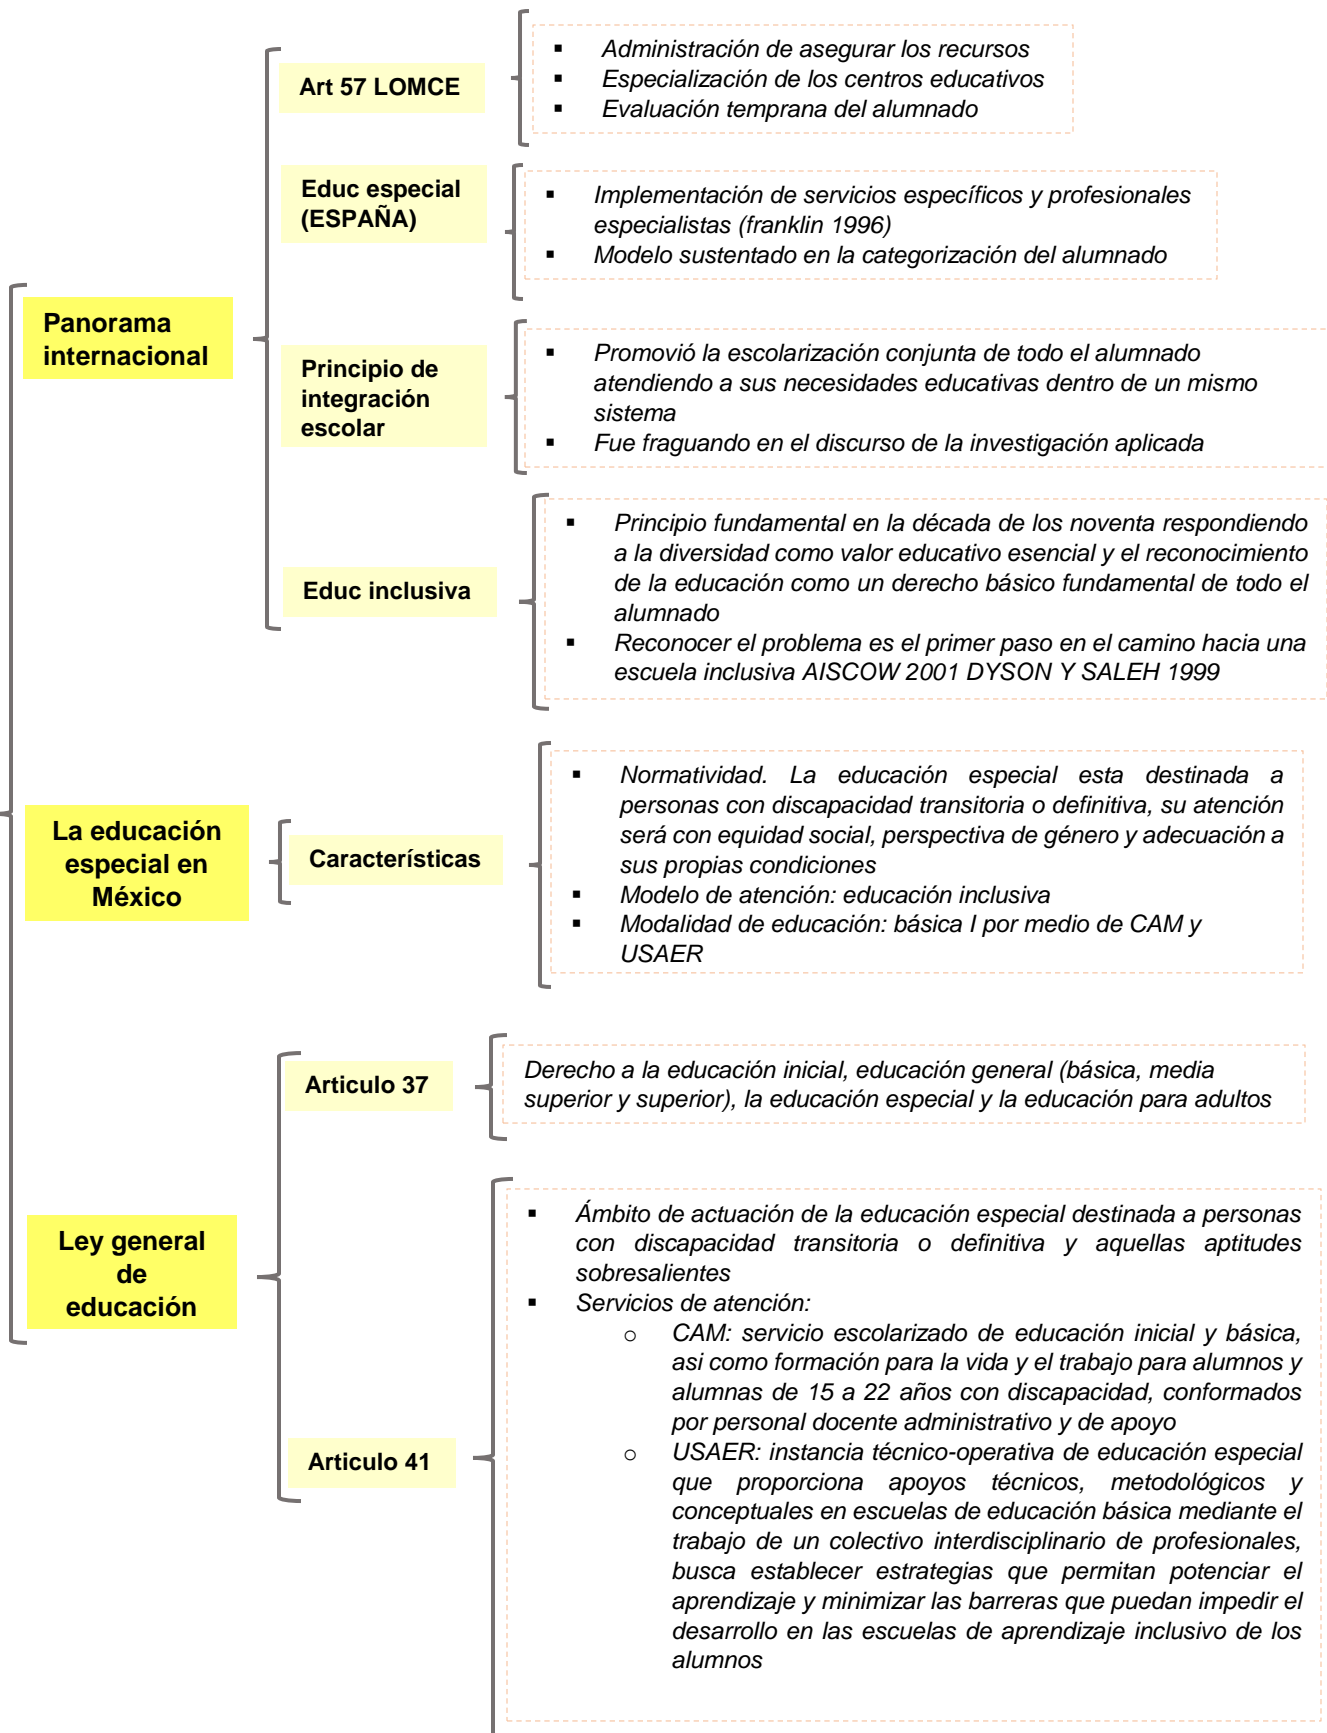 Panorama
internacional
Art 57 LOMCE
▪ Administración de asegurar los recursos
▪ Especialización de los centros educativos
▪ Evaluación temprana del alumnado
Educ especial
(ESPAÑA)
▪ Implementación de servicios específicos y profesionales
especialistas (franklin 1996)
▪ Modelo sustentado en la categorización del alumnado
Principio de
integración
escolar
▪ Promovió la escolarización conjunta de todo el alumnado
atendiendo a sus necesidades educativas dentro de un mismo
sistema
▪ Fue fraguando en el discurso de la investigación aplicada
Educ inclusiva
▪ Principio fundamental en la década de los noventa respondiendo
a la diversidad como valor educativo esencial y el reconocimiento
de la educación como un derecho básico fundamental de todo el
alumnado
▪ Reconocer el problema es el primer paso en el camino hacia una
escuela inclusiva AISCOW 2001 DYSON Y SALEH 1999
La educación
especial en
México
Características
▪ Normatividad. La educación especial esta destinada a
personas con discapacidad transitoria o definitiva, su atención
será con equidad social, perspectiva de género y adecuación a
sus propias condiciones
▪ Modelo de atención: educación inclusiva
▪ Modalidad de educación: básica I por medio de CAM y
USAER
Ley general
de
educación
Articulo 37
Derecho a la educación inicial, educación general (básica, media
superior y superior), la educación especial y la educación para adultos
Articulo 41
▪ Ámbito de actuación de la educación especial destinada a personas
con discapacidad transitoria o definitiva y aquellas aptitudes
sobresalientes
▪ Servicios de atención:
o CAM: servicio escolarizado de educación inicial y básica,
asi como formación para la vida y el trabajo para alumnos y
alumnas de 15 a 22 años con discapacidad, conformados
por personal docente administrativo y de apoyo
o USAER: instancia técnico-operativa de educación especial
que proporciona apoyos técnicos, metodológicos y
conceptuales en escuelas de educación básica mediante el
trabajo de un colectivo interdisciplinario de profesionales,
busca establecer estrategias que permitan potenciar el
aprendizaje y minimizar las barreras que puedan impedir el
desarrollo en las escuelas de aprendizaje inclusivo de los
alumnos